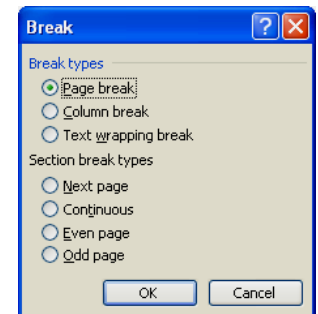 Break
Break types
Page break
Column break
Text wrapping break
Section break types
Next page
Continuous
Even page
Odd page
OK Cancel